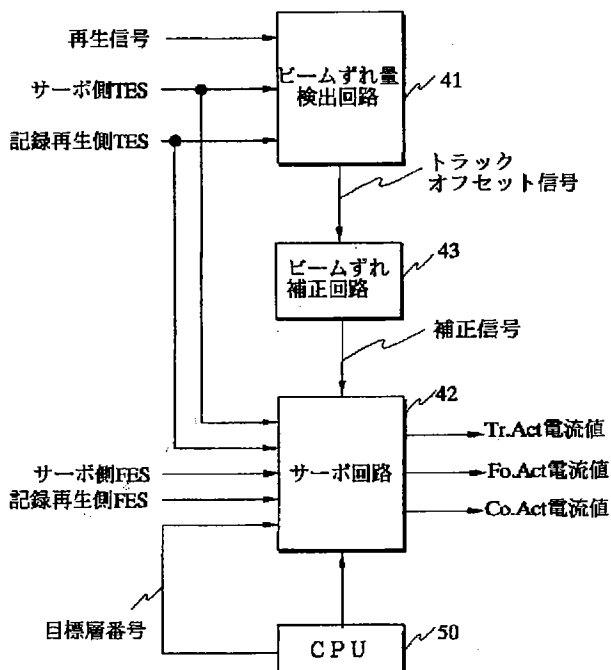 再生信号
サーボ側TES
記録再生側TES
ビームずれ量
検出回路
41
トラック
オフセット信号
ビームずれ
補正回路
43
補正信号
42
サーボ回路
サーボ側FES
記録再生側FES
Tr.Act電流値
Fo.Act電流値
Co.Act電流値
目標層番号
CPU
50